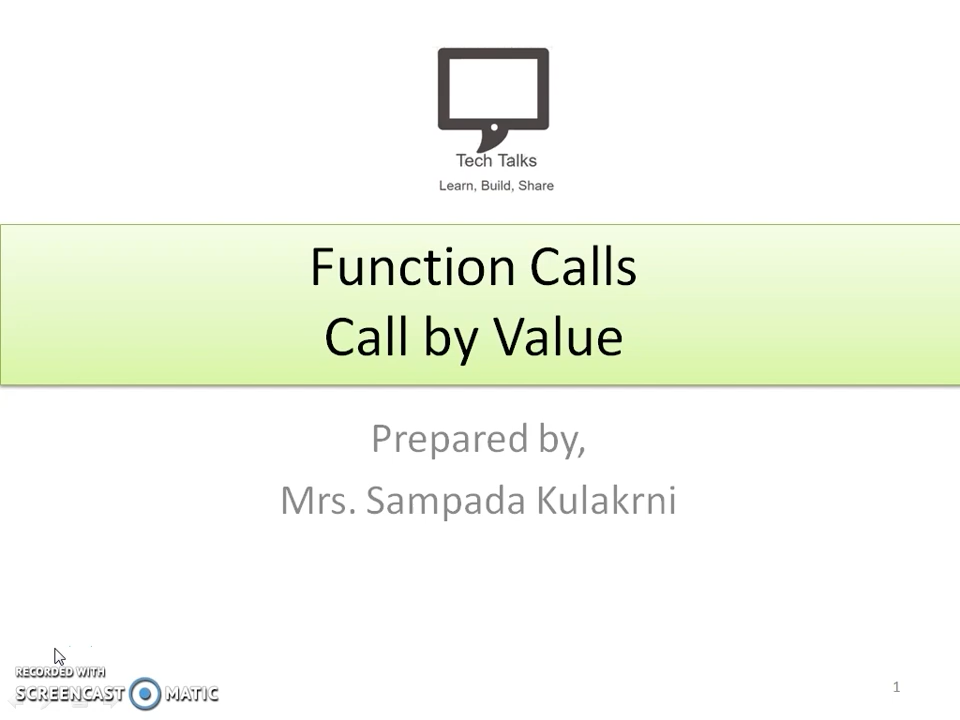 Tech Talks
Learn, Build, Share
Function Calls
Call by Value
Prepared by,
Mrs. Sampada Kulakrni
RECORDED WITH
SCREENCAST MATIC
1